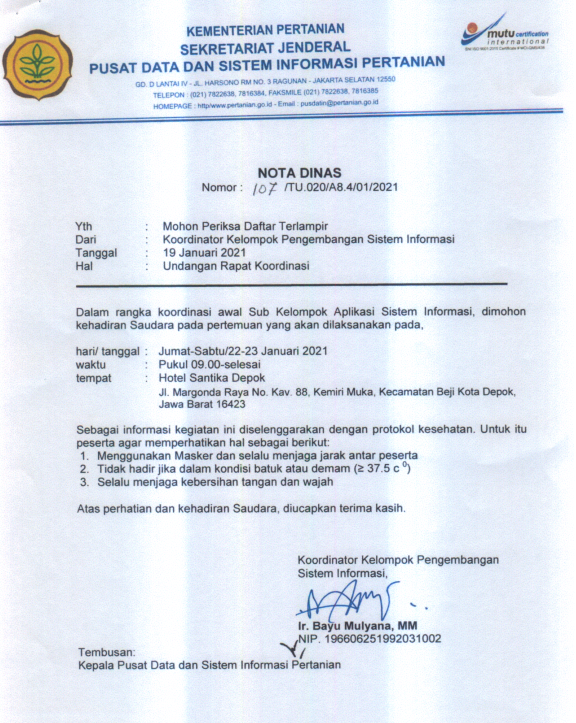 KEMENTERIAN PERTANIAN
SEKRETARIAT JENDERAL
PUSAT DATA DAN SISTEM INFORMASI PERTANIAN
GD. D LANTAI IV - JL. HARSONO RM NO. 3 RAGUNAN - JAKARTA SELATAN 12550
TELEPON : (021) 7822638, 7816384, FAKSMILE (021) 7822638, 7816385
HOMEPAGE : http/www.pertanian.go.id - Email : pusdatin@pertanian.go.id
mutu certification
international
NOTA DINAS
Nomor : 107 /TU.020/A8.4/01/2021
Yth : Mohon Periksa Daftar Terlampir
Dari : Koordinator Kelompok Pengembangan Sistem Informasi
Tanggal : 19 Januari 2021
Hal : Undangan Rapat Koordinasi
Dalam rangka koordinasi awal Sub Kelompok Aplikasi Sistem Informasi, dimohon
kehadiran Saudara pada pertemuan yang akan dilaksanakan pada,
hari/ tanggal : Jumat-Sabtu/22-23 Januari 2021
waktu : Pukul 09.00-selesai
tempat : Hotel Santika Depok
Jl. Margonda Raya No. Kav. 88, Kemiri Muka, Kecamatan Beji Kota Depok,
Jawa Barat 16423
Sebagai informasi kegiatan ini diselenggarakan dengan protokol kesehatan. Untuk itu
peserta agar memperhatikan hal sebagai berikut:
1. Menggunakan Masker dan selalu menjaga jarak antar peserta
2. Tidak hadir jika dalam kondisi batuk atau demam (≥ 37.5 c ⁰)
3. Selalu menjaga kebersihan tangan dan wajah
Atas perhatian dan kehadiran Saudara, diucapkan terima kasih.
Koordinator Kelompok Pengembangan
Sistem Informasi,
Ir. Bayu Mulyana, MM
NIP. 196606251992031002
Tembusan:
Kepala Pusat Data dan Sistem Informasi Pertanian